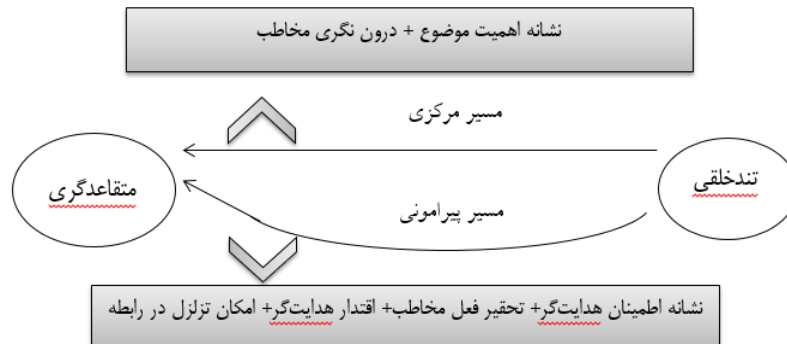 نشانه اهمیت موضوع + درون نگری مخاطب
مسیر مرکزی
تندخلقی
متقاعدگری
مسیر پیرامونی
نشانه اطمینان هدایت‌گر+ تحقیر فعل مخاطب+ اقتدار هدایت‌گر+ امکان تزلزل در رابطه